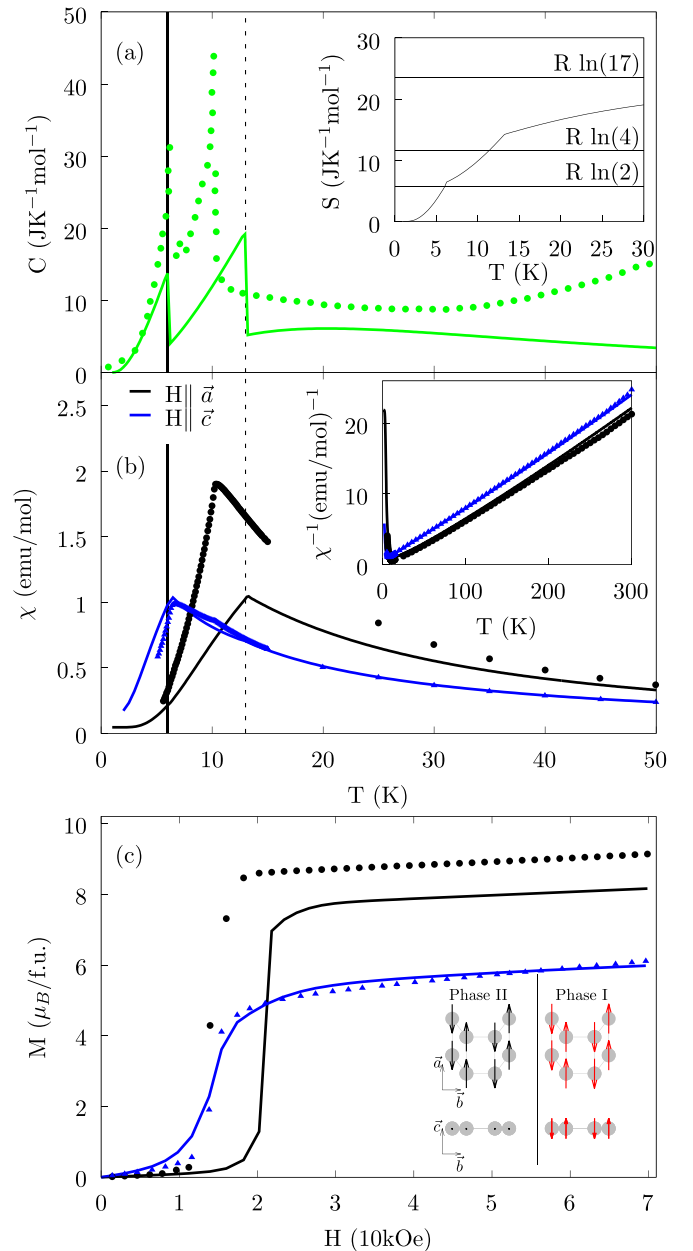 (a)
C (JK⁻¹mol⁻¹)
50
40
30
20
10
0
S (JK⁻¹mol⁻¹)
30
20
10
0
R ln(17)
R ln(4)
R ln(2)
0 5 10 15 20 25 30
T (K)
H∥ a⃗
H∥ c⃗
(b)
χ (emu/mol)
2.5
2
1.5
1
0.5
0
χ⁻¹(emu/mol)⁻¹
20
10
0
0 100 200 300
T (K)
0 10 20 30 40 50
T (K)
(c)
M (μ_B/f.u.)
10
8
6
4
2
0
Phase II Phase I
a⃗
b⃗
c⃗
b⃗
0 1 2 3 4 5 6 7
H (10kOe)